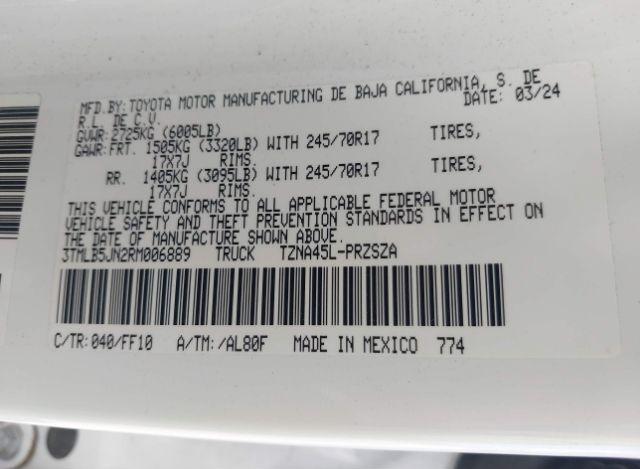 MFD. BY: TOYOTA MOTOR MANUFACTURING DE BAJA CALIFORNIA, S. DE
R.L. DE C.V. DATE: 03/24
GVWR: 2725KG (6005LB)
GAWR: FRT. 1505KG (3320LB) WITH 245/70R17 TIRES,
17X7J RIMS.
RR. 1405KG (3095LB) WITH 245/70R17 TIRES,
17X7J RIMS.
THIS VEHICLE CONFORMS TO ALL APPLICABLE FEDERAL MOTOR
VEHICLE SAFETY AND THEFT PREVENTION STANDARDS IN EFFECT ON
THE DATE OF MANUFACTURE SHOWN ABOVE.
3TMLB5JN2RM006889 TRUCK TZNA45L-PRZSZA
C/TR: 040/FF10 A/TM: /AL80F MADE IN MEXICO 774